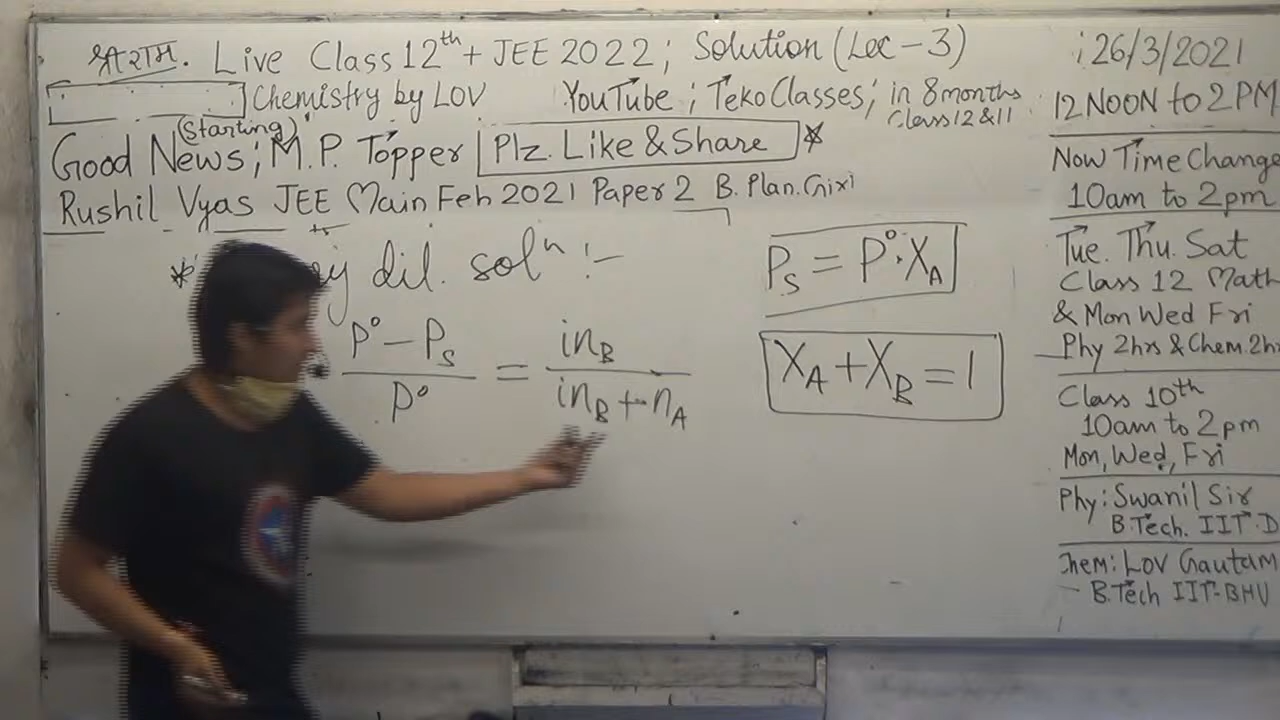 श्री राम. Live Class 12th + JEE 2022 ; Solution (Lec - 3)
Chemistry by LOV YouTube ; TekoClasses ; in 8 months
Class 12 & 11
(Starting)
Good News ; M.P. Topper Plz. Like & Share *
Rushil Vyas JEE Main Feb 2021 Paper 2 B. Plan.
* dil. solⁿ :-
P° - Ps / P° = inB / inB + nA
Ps = P°.XA
XA + XB = 1
26/3/2021
12 NOON to 2 PM
Now Time Change
10am to 2pm
Tue. Thu. Sat
Class 12 Math
& Mon Wed Fri
Phy 2hrs & Chem. 2hr
Class 10th
10am to 2pm
Mon, Wed, Fri
Phy : Swanil Sir
B.Tech. IIT-D
Chem: Lov Gautam
B.Tech IIT-BHU